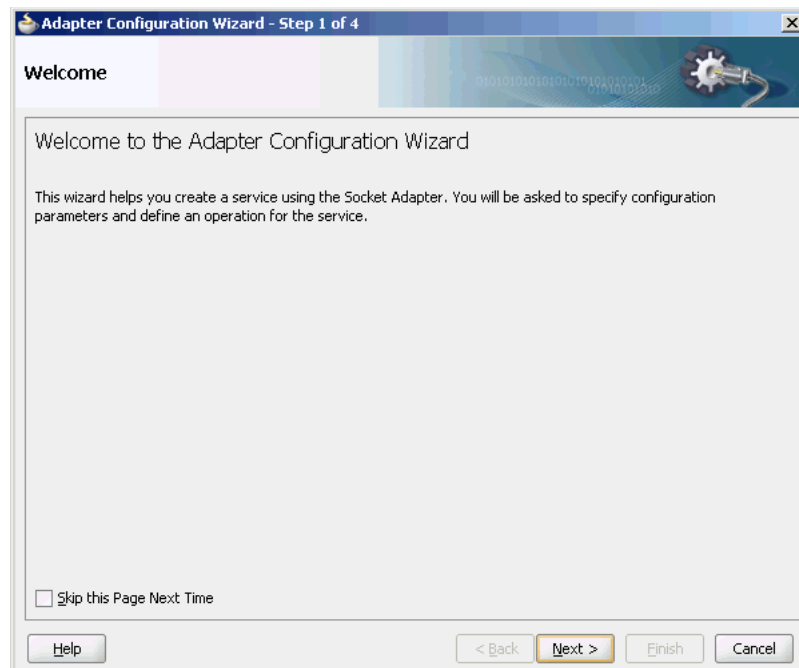 Adapter Configuration Wizard - Step 1 of 4
Welcome
Welcome to the Adapter Configuration Wizard
This wizard helps you create a service using the Socket Adapter. You will be asked to specify configuration
parameters and define an operation for the service.
Skip this Page Next Time
Help
< Back
Next >
Finish
Cancel